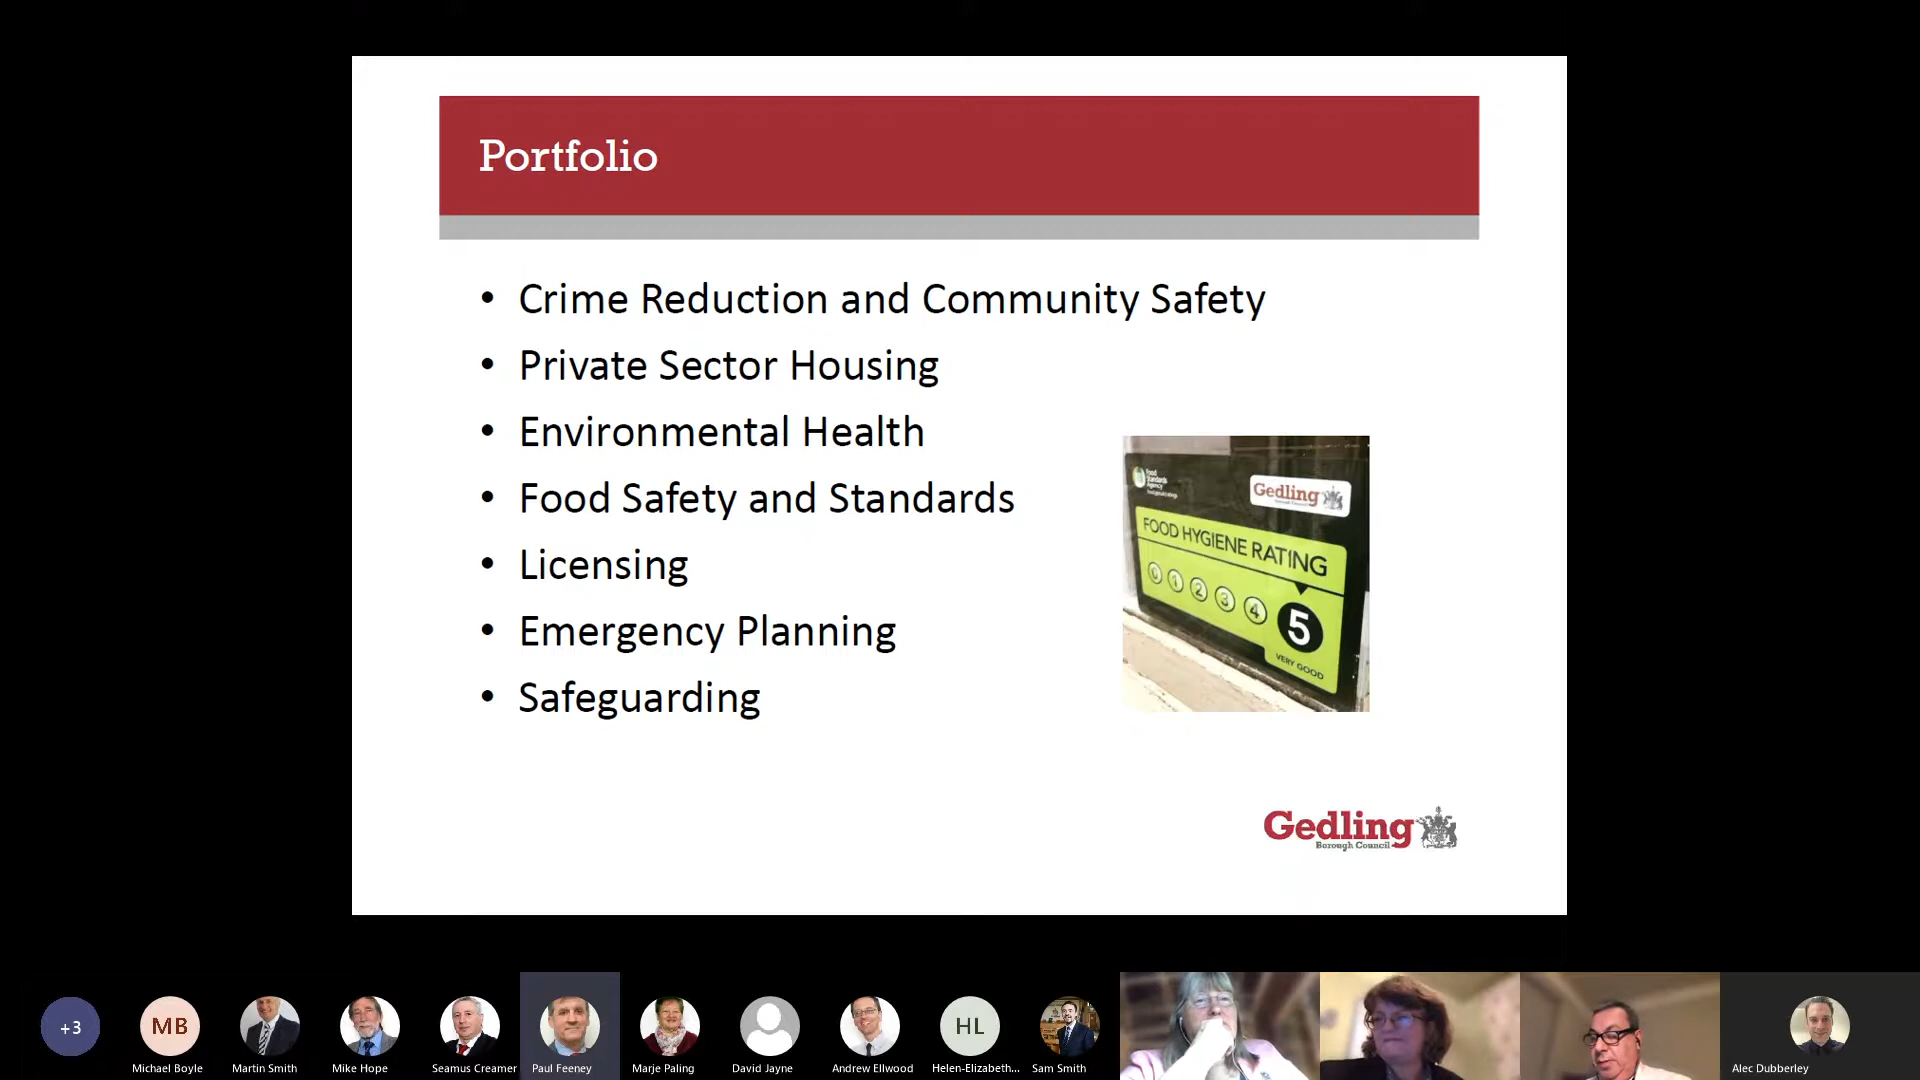 Portfolio
• Crime Reduction and Community Safety
• Private Sector Housing
• Environmental Health
• Food Safety and Standards
• Licensing
• Emergency Planning
• Safeguarding
Food
Standards
Agency
Gedling
FOOD HYGIENE RATING
0 1 2 3 4 5
VERY GOOD
Gedling
Borough Council
+3
MB
HL
Michael Boyle
Martin Smith
Mike Hope
Seamus Creamer
Paul Feeney
Marje Paling
David Jayne
Andrew Ellwood
Helen-Elizabeth...
Sam Smith
Alec Dubberley